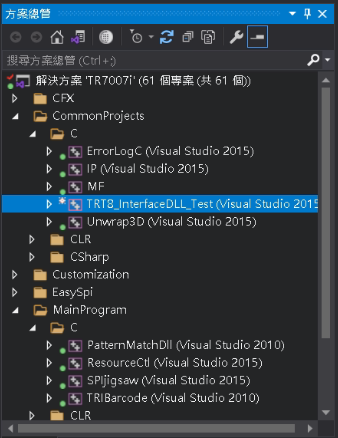 方案總管
搜尋方案總管 (Ctrl+;)
解決方案 'TR7007i' (61 個專案 (共 61 個))
CFX
CommonProjects
C
ErrorLogC (Visual Studio 2015)
IP (Visual Studio 2015)
MF
TRTB_InterfaceDLL_Test (Visual Studio 2015
Unwrap3D (Visual Studio 2015)
CLR
CSharp
Customization
EasySpi
MainProgram
C
PatternMatchDll (Visual Studio 2010)
ResourceCtl (Visual Studio 2015)
SPIjigsaw (Visual Studio 2015)
TRIBarcode (Visual Studio 2010)
CLR